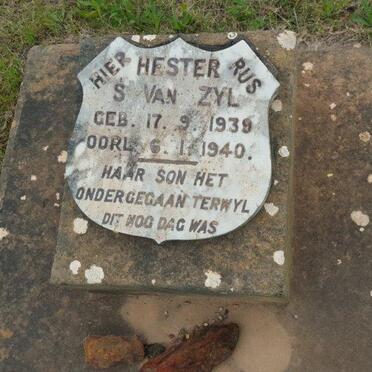 HIER HESTER RUS
S VAN ZYL
GEB. 17. 9. 1939
OORL. 6. 1. 1940.
HAAR SON HET
ONDERGEGAAN TERWYL
DIT NOG DAG WAS